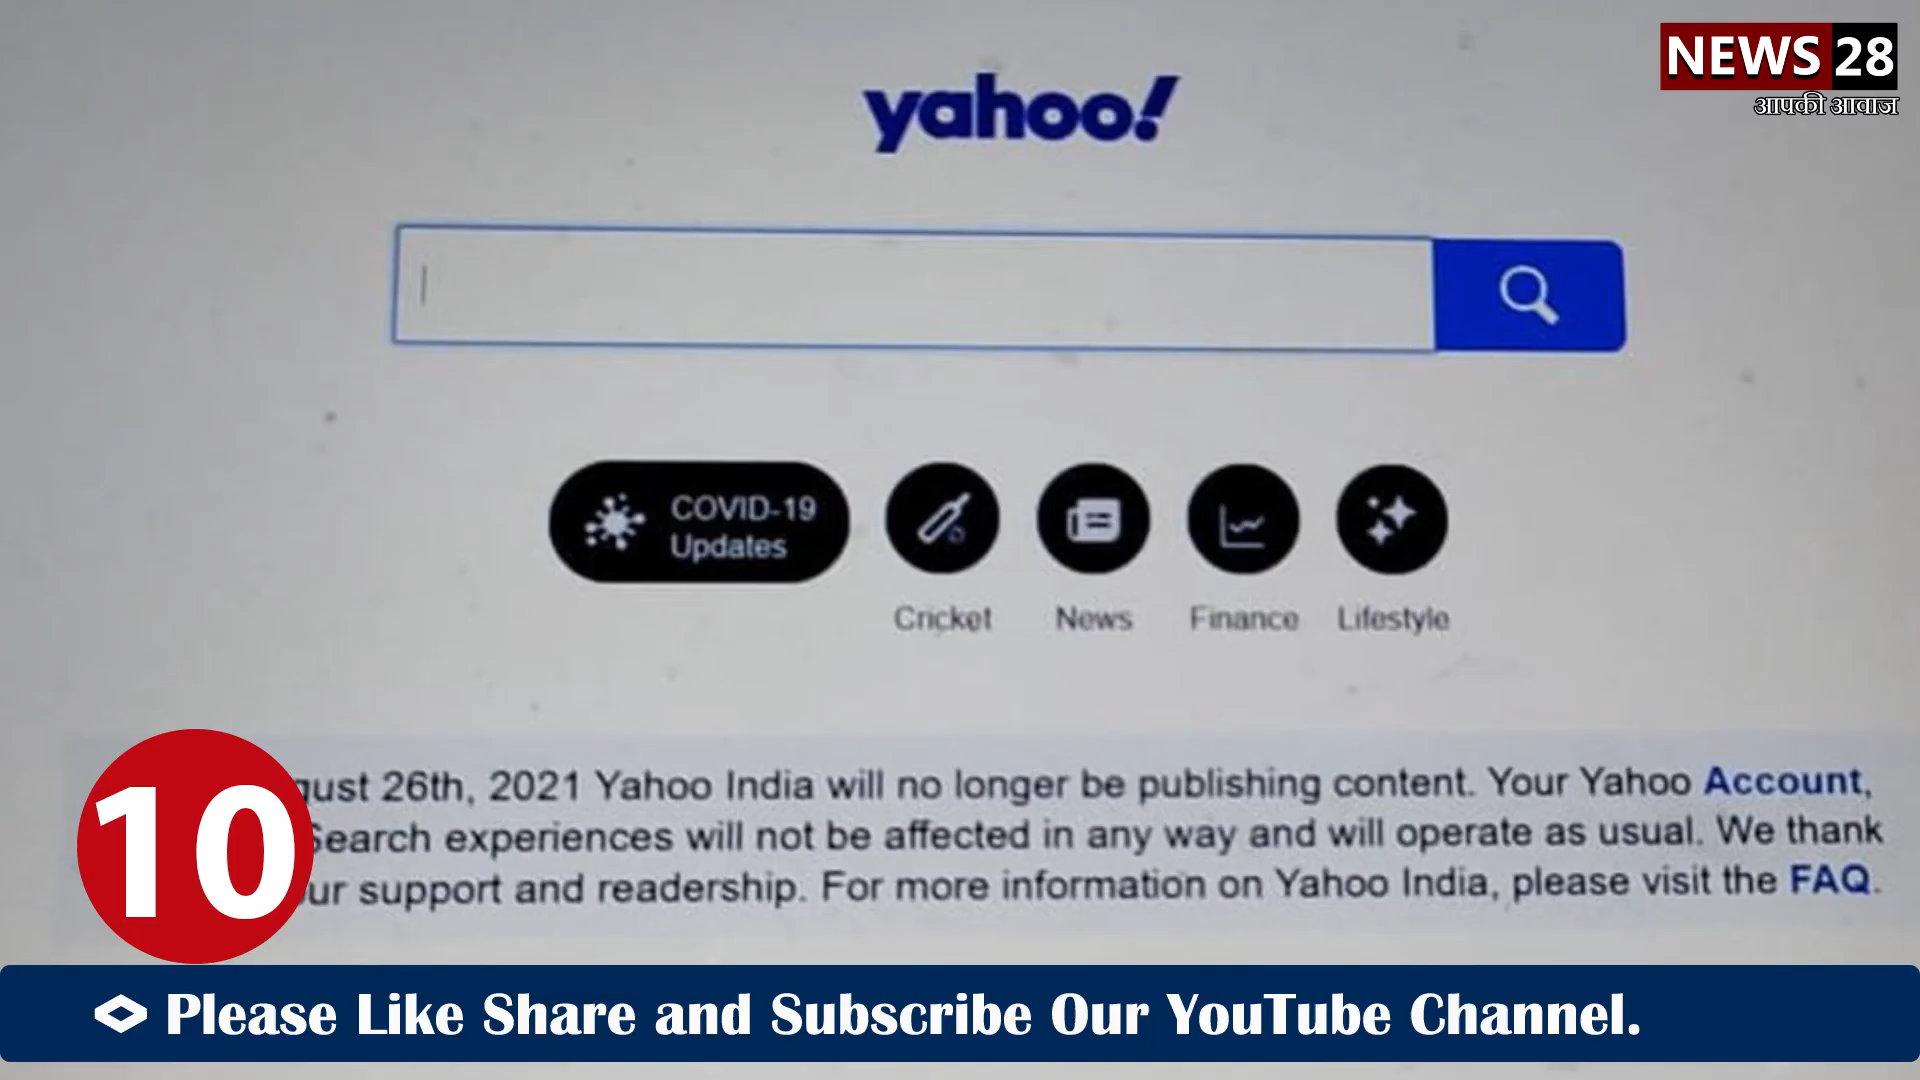 NEWS 28
आपकी आवाज
yahoo!
COVID-19
Updates
Cricket
News
Finance
Lifestyle
26th, 2021 Yahoo India will no longer be publishing content. Your Yahoo Account,
Search experiences will not be affected in any way and will operate as usual. We thank
support and readership. For more information on Yahoo India, please visit the FAQ.
10
Please Like Share and Subscribe Our YouTube Channel.